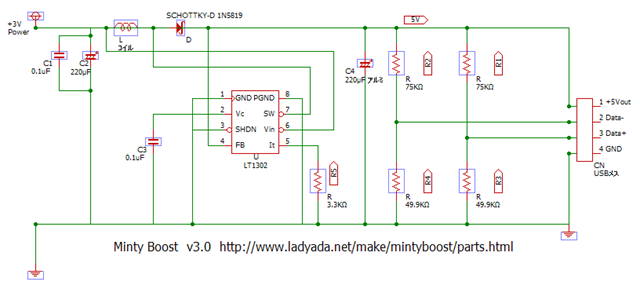 SCHOTTKY-D 1N5819
+3V
Power
L
コイル
D
5V
C1
0.1uF
C2
220μF
C4
220μF アルミ
R2
R
75KΩ
R1
R
75KΩ
1 +5Vout
2 Data-
3 Data+
4 GND
CN
USBメス
1 GND PGND 8
2 Vc SW 7
3 SHDN Vin 6
4 FB It 5
U
LT1302
C3
0.1uF
R5
R
3.3KΩ
R4
R
49.9KΩ
R3
R
49.9KΩ
Minty Boost v3.0 http://www.ladyada.net/make/mintyboost/parts.html